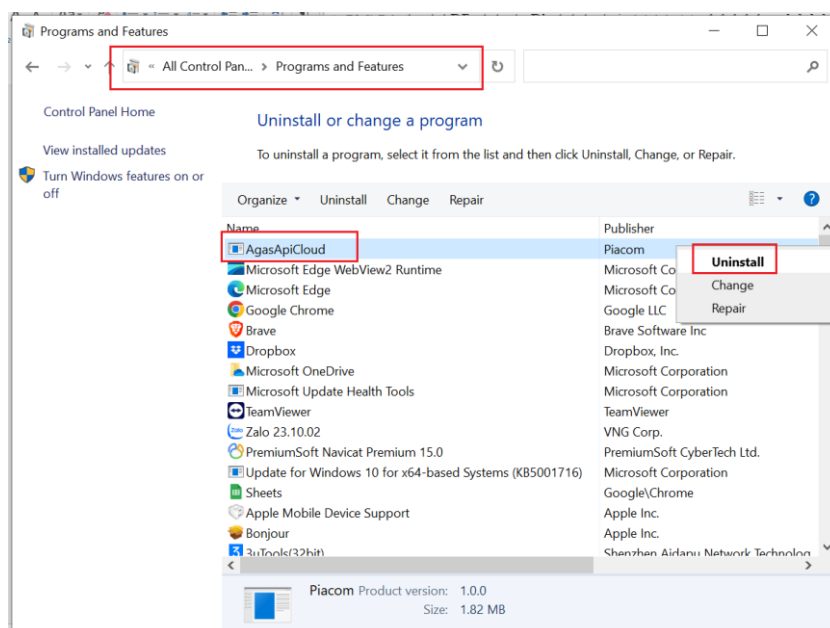 Programs and Features
« All Control Pan... > Programs and Features
Control Panel Home
View installed updates
Turn Windows features on or
off
Uninstall or change a program
To uninstall a program, select it from the list and then click Uninstall, Change, or Repair.
Organize Uninstall Change Repair
Name Publisher
AgasApiCloud Piacom
Uninstall
Change
Repair
Microsoft Edge WebView2 Runtime Microsoft Co
Microsoft Edge Microsoft Co
Google Chrome Google LLC
Brave Brave Software Inc
Dropbox Dropbox, Inc.
Microsoft OneDrive Microsoft Corporation
Microsoft Update Health Tools Microsoft Corporation
TeamViewer TeamViewer
Zalo 23.10.02 VNG Corp.
PremiumSoft Navicat Premium 15.0 PremiumSoft CyberTech Ltd.
Update for Windows 10 for x64-based Systems (KB5001716) Microsoft Corporation
Sheets Google\Chrome
Apple Mobile Device Support Apple Inc.
Bonjour Apple Inc.
3uTools(32bit) Shenzhen Aidapu Network Technolog
Piacom Product version: 1.0.0
Size: 1.82 MB